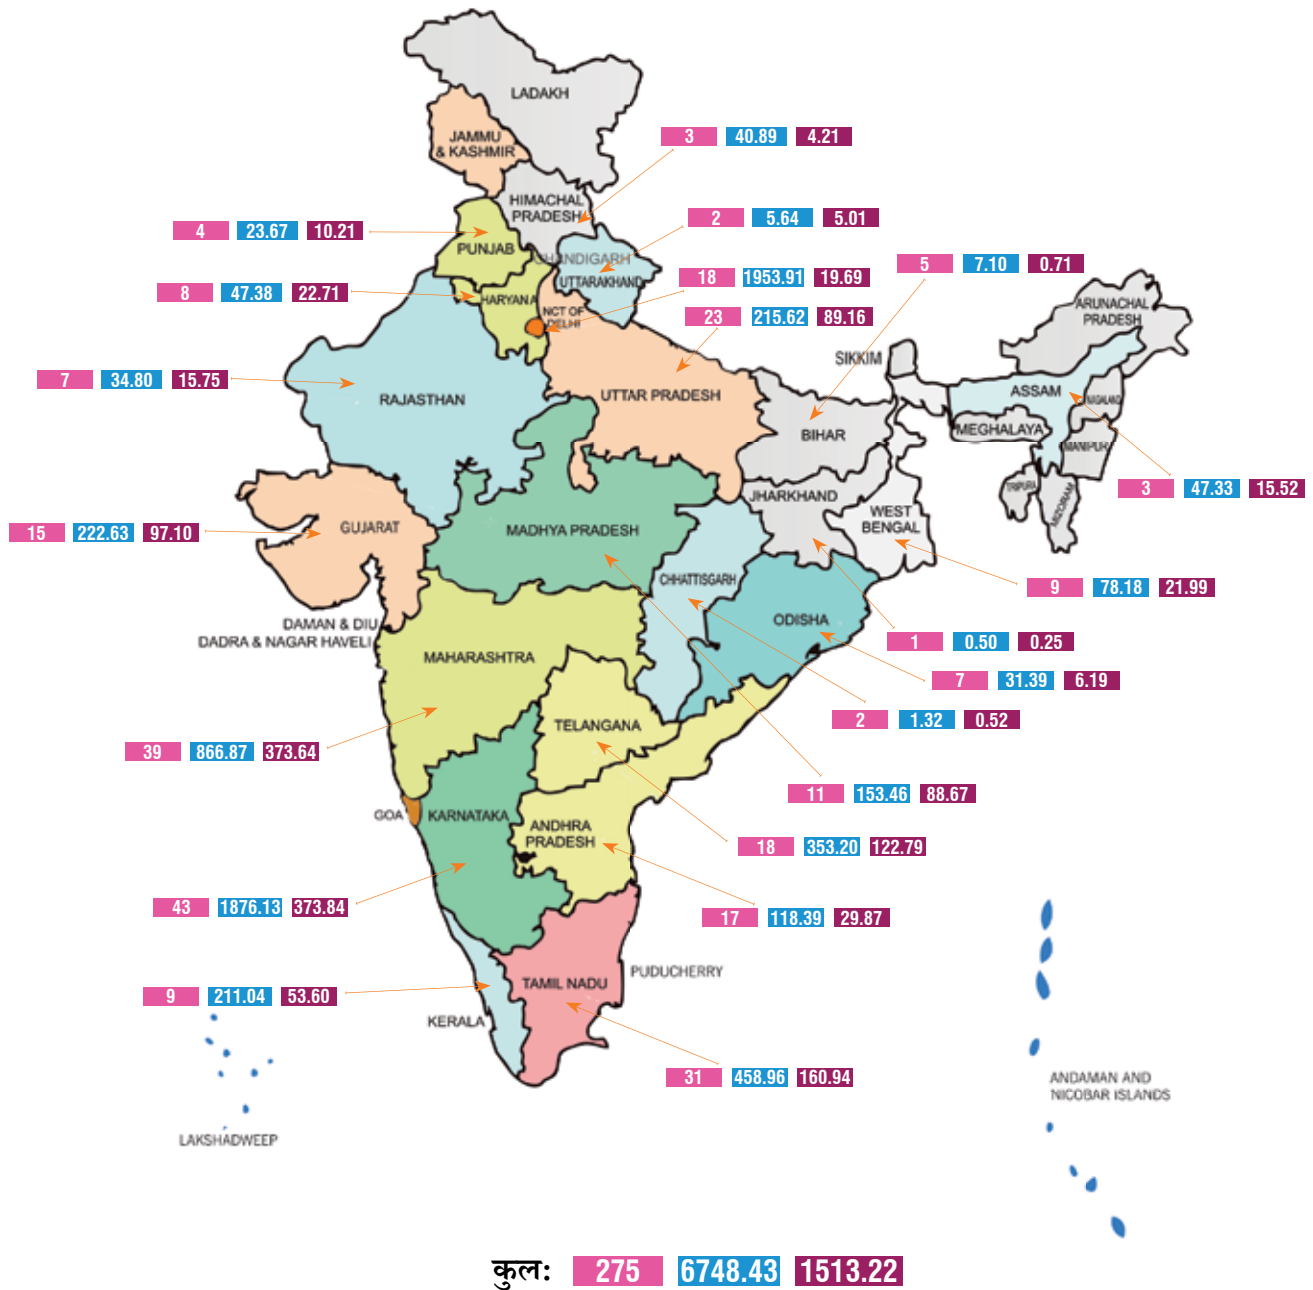 LADAKH
JAMMU
& KASHMIR
3 40.89 4.21
HIMACHAL
PRADESH
2 5.64 5.01
4 23.67 10.21
PUNJAB
CHANDIGARH
5 7.10 0.71
18 1953.91 19.69
UTTARAKHAND
8 47.38 22.71
HARYANA
NCT OF
DELHI
23 215.62 89.16
ARUNACHAL
PRADESH
SIKKIM
7 34.80 15.75
RAJASTHAN
UTTAR PRADESH
ASSAM
NAGALAND
BIHAR
MEGHALAYA
MANIPUR
3 47.33 15.52
TRIPURA
MIZORAM
JHARKHAND
WEST
BENGAL
15 222.63 97.10
GUJARAT
MADHYA PRADESH
CHHATTISGARH
9 78.18 21.99
DAMAN & DIU
DADRA & NAGAR HAVELI
ODISHA
1 0.50 0.25
MAHARASHTRA
7 31.39 6.19
2 1.32 0.52
TELANGANA
39 866.87 373.64
11 153.46 88.67
GOA
KARNATAKA
ANDHRA
PRADESH
18 353.20 122.79
43 1876.13 373.84
17 118.39 29.87
PUDUCHERRY
TAMIL NADU
9 211.04 53.60
KERALA
31 458.96 160.94
ANDAMAN AND
NICOBAR ISLANDS
LAKSHADWEEP
कुल: 275 6748.43 1513.22